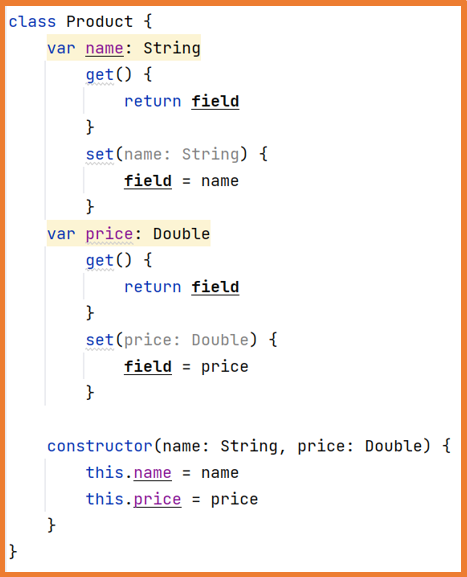 class Product {
    var name: String
        get() {
            return field
        }
        set(name: String) {
            field = name
        }
    var price: Double
        get() {
            return field
        }
        set(price: Double) {
            field = price
        }

    constructor(name: String, price: Double) {
        this.name = name
        this.price = price
    }
}